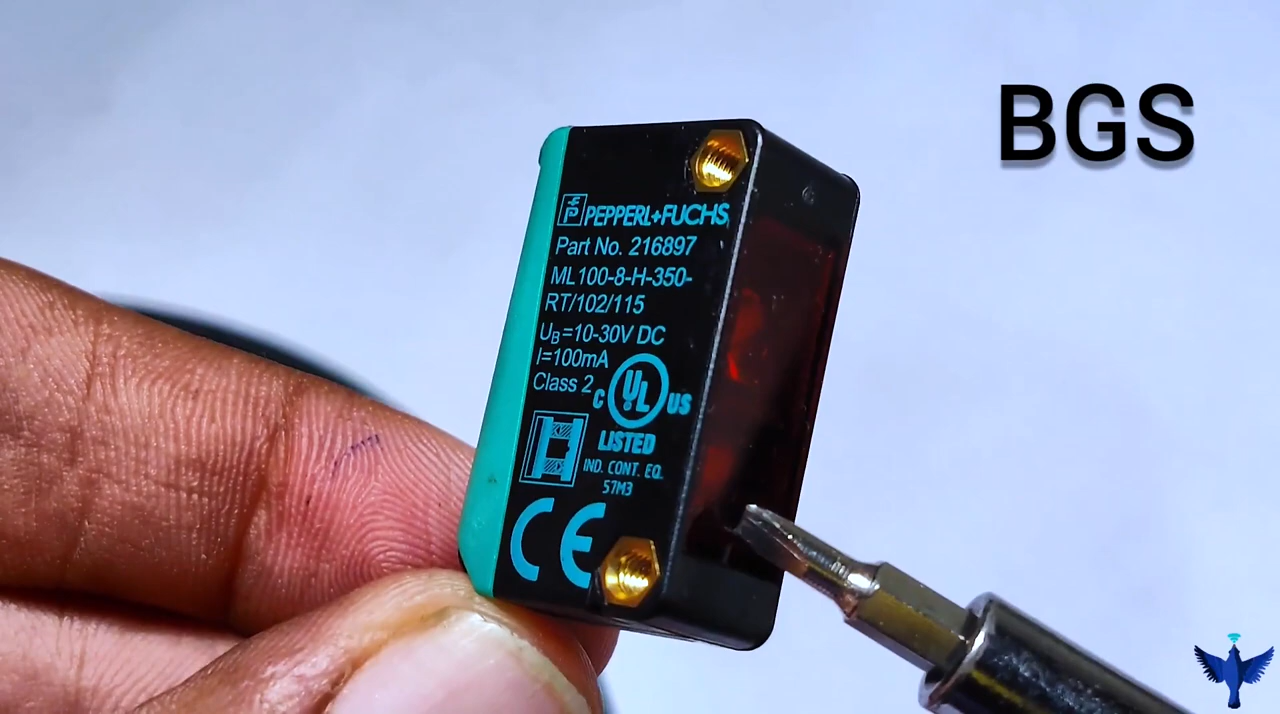 BGS
PEPPERL+FUCHS
Part No. 216897
ML100-8-H-350-
RT/102/115
UB=10-30V DC
I=100mA
Class 2
C UL US
LISTED
IND. CONT. EQ.
57M3
CE